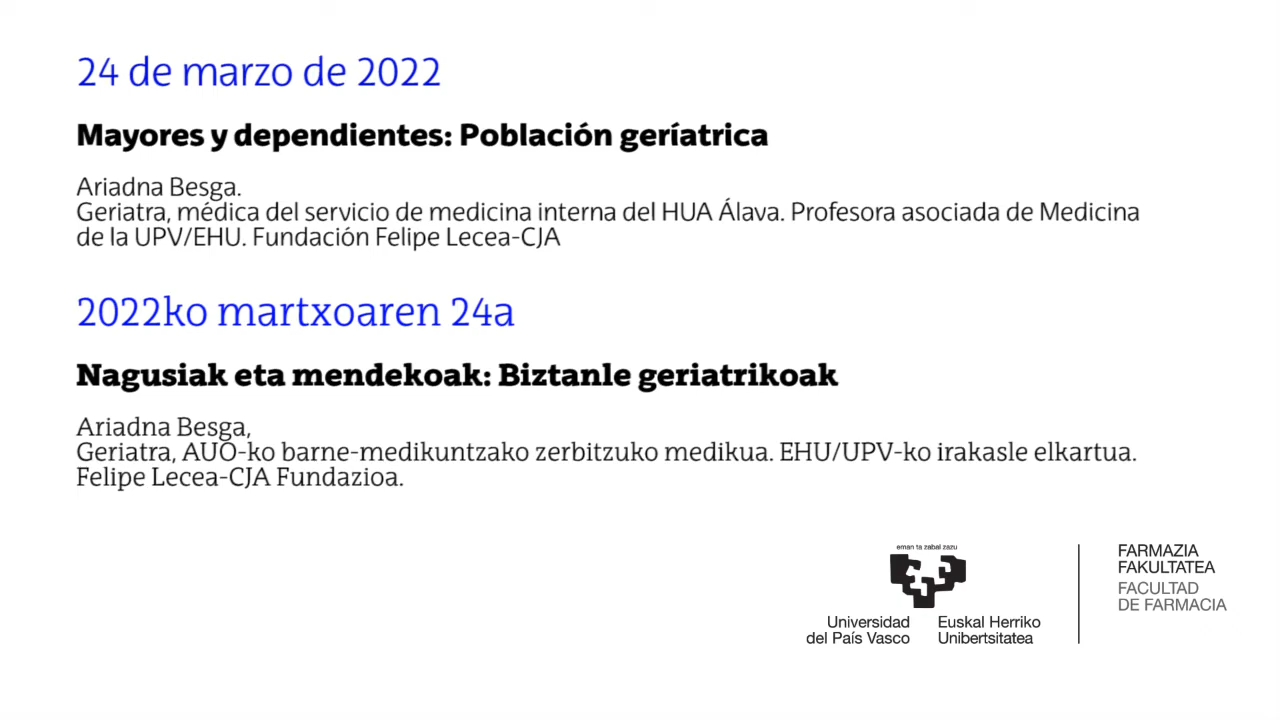 24 de marzo de 2022
Mayores y dependientes: Población geríatrica
Ariadna Besga.
Geriatra, médica del servicio de medicina interna del HUA Álava. Profesora asociada de Medicina
de la UPV/EHU. Fundación Felipe Lecea-CJA
2022ko martxoaren 24a
Nagusiak eta mendekoak: Biztanle geriatrikoak
Ariadna Besga,
Geriatra, AUO-ko barne-medikuntzako zerbitzuko medikua. EHU/UPV-ko irakasle elkartua.
Felipe Lecea-CJA Fundazioa.
eman ta zabal zazu
Universidad
del País Vasco
Euskal Herriko
Unibertsitatea
FARMAZIA
FAKULTATEA
FACULTAD
DE FARMACIA